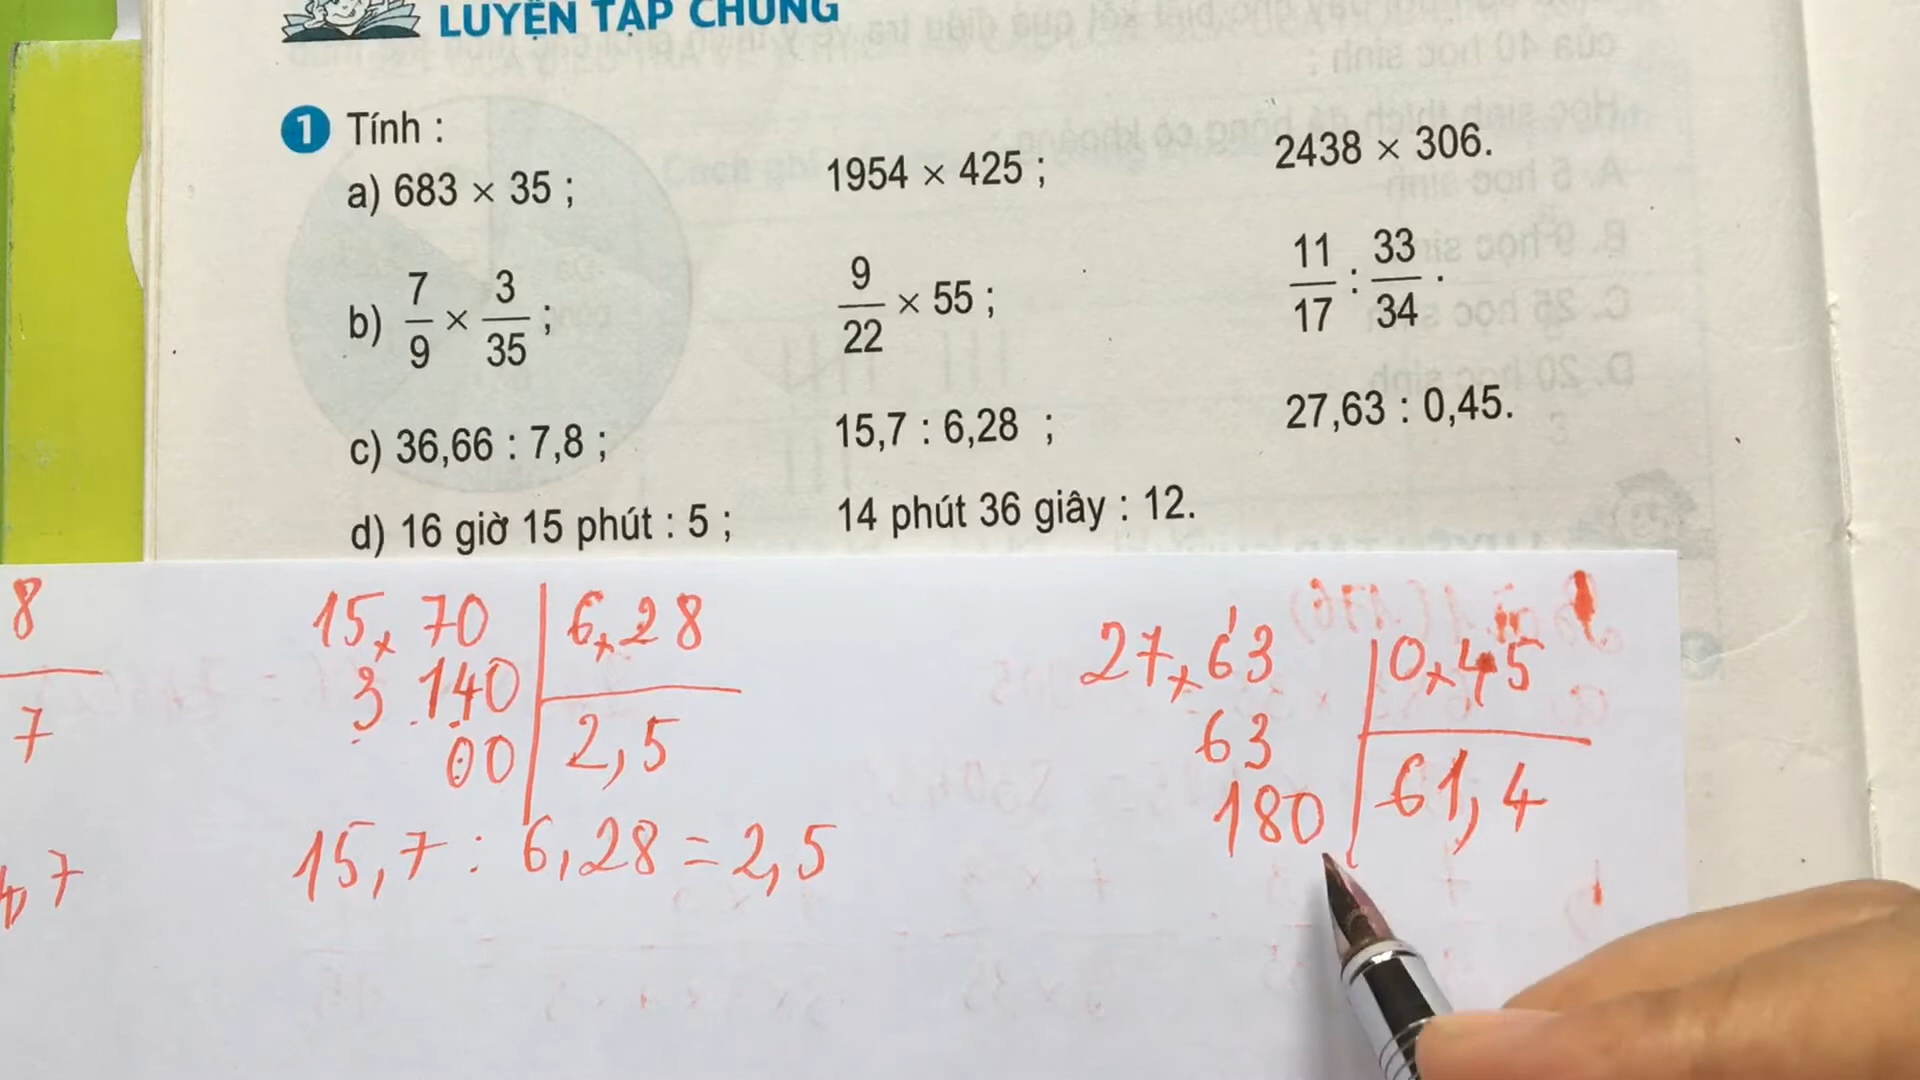 LUYỆN TẬP CHUNG
1 Tính :
a) 683 × 35 ; 1954 × 425 ; 2438 × 306.
b) 7/9 × 3/35 ; 9/22 × 55 ; 11/17 : 33/34 .
c) 36,66 : 7,8 ; 15,7 : 6,28 ; 27,63 : 0,45.
d) 16 giờ 15 phút : 5 ; 14 phút 36 giây : 12.
8
7
,7
15,70 6,28
3 140 2,5
00
15,7 : 6,28 = 2,5
27,63 0,45
63 61,4
180